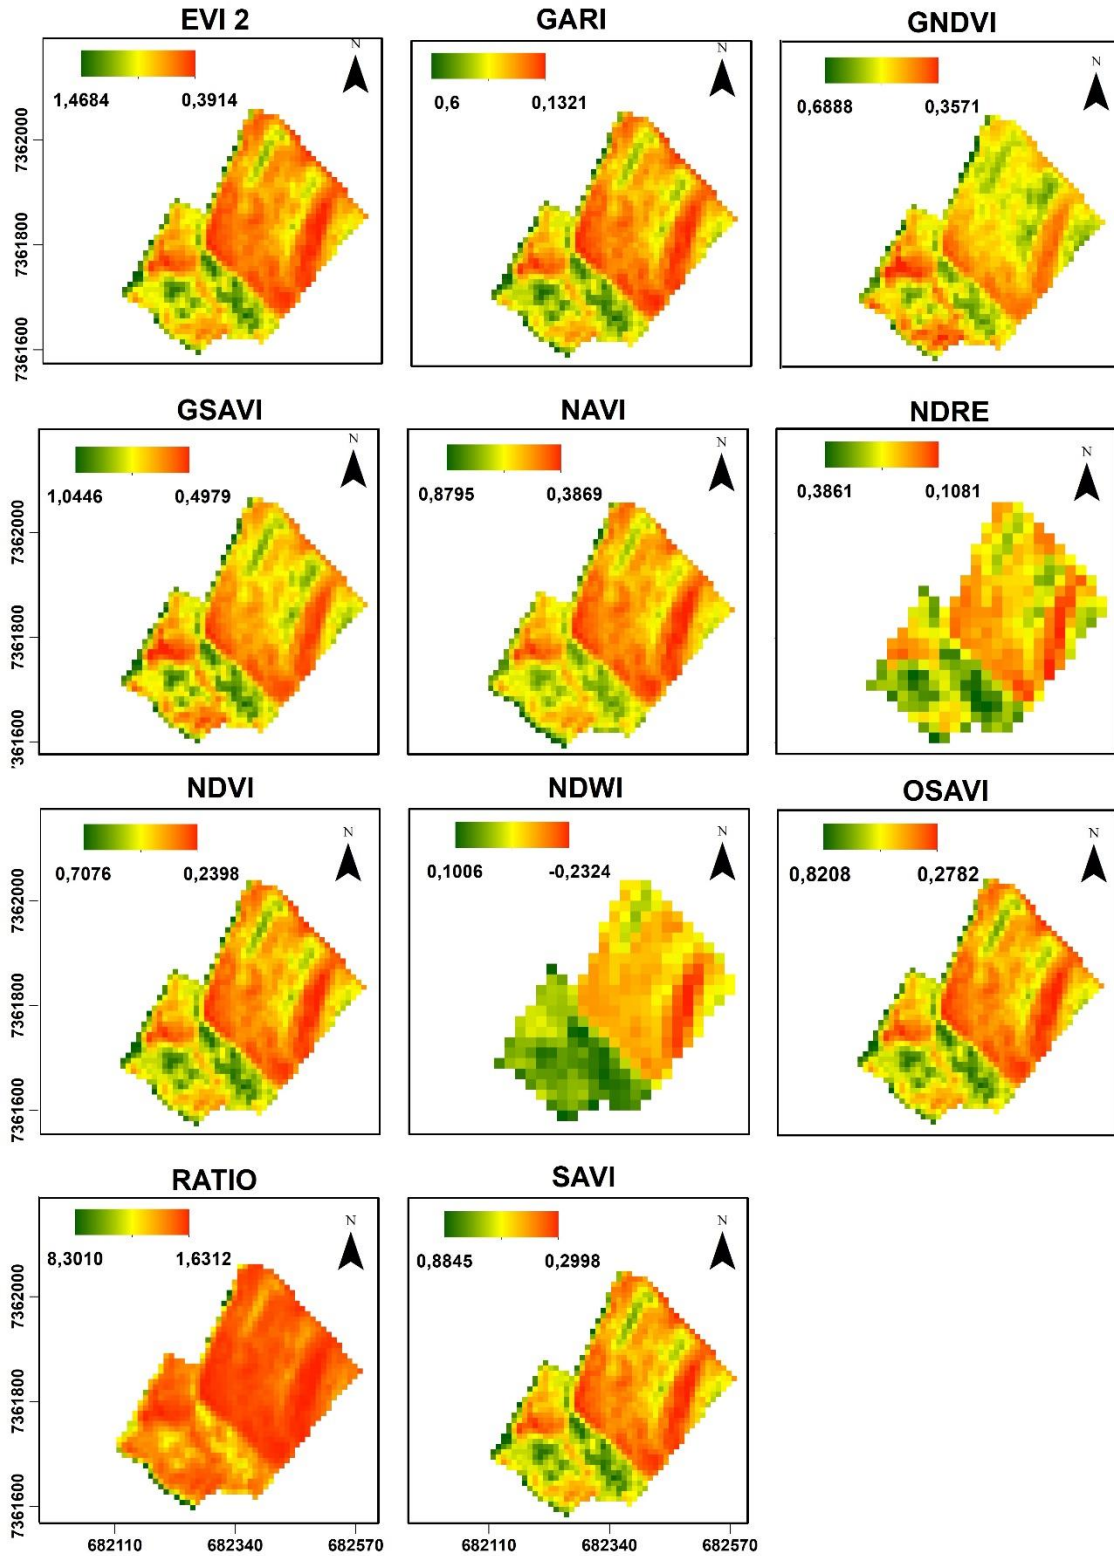 EVI 2
GARI
GNDVI
N
N
N
1,4684
0,3914
0,6
0,1321
0,6888
0,3571
7362000
7361800
7361600
GSAVI
NAVI
NDRE
N
N
N
1,0446
0,4979
0,8795
0,3869
0,3861
0,1081
7362000
7361800
'361600
NDVI
NDWI
OSAVI
N
N
N
0,7076
0,2398
0,1006
-0,2324
0,8208
0,2782
7362000
7361800
7361600
RATIO
SAVI
N
N
8,3010
1,6312
0,8845
0,2998
7362000
7361800
7361600
682110
682340
682570
682110
682340
682570